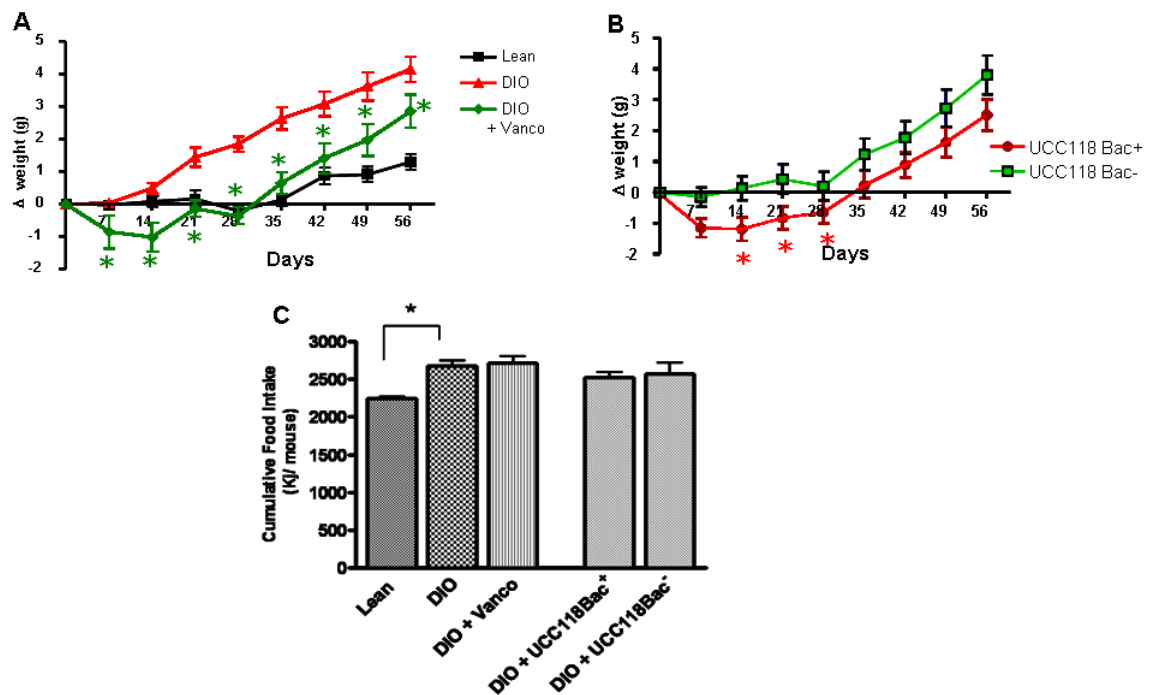 A
5
4
3
2
1
0
-1
-2
Δ weight (g)
7 14 21 28 35 42 49 56
Days
Lean
DIO
DIO
+ Vanco
* * * * * * * *
B
5
4
3
2
1
0
-1
-2
Δ weight (g)
7 14 21 28 35 42 49 56
Days
* * *
UCC118 Bac+
UCC118 Bac-
C
*
3000
2500
2000
1500
1000
500
0
Cumulative Food Intake
(Kj/ mouse)
Lean
DIO
DIO + Vanco
DIO + UCC118Bac+
DIO + UCC118Bac-